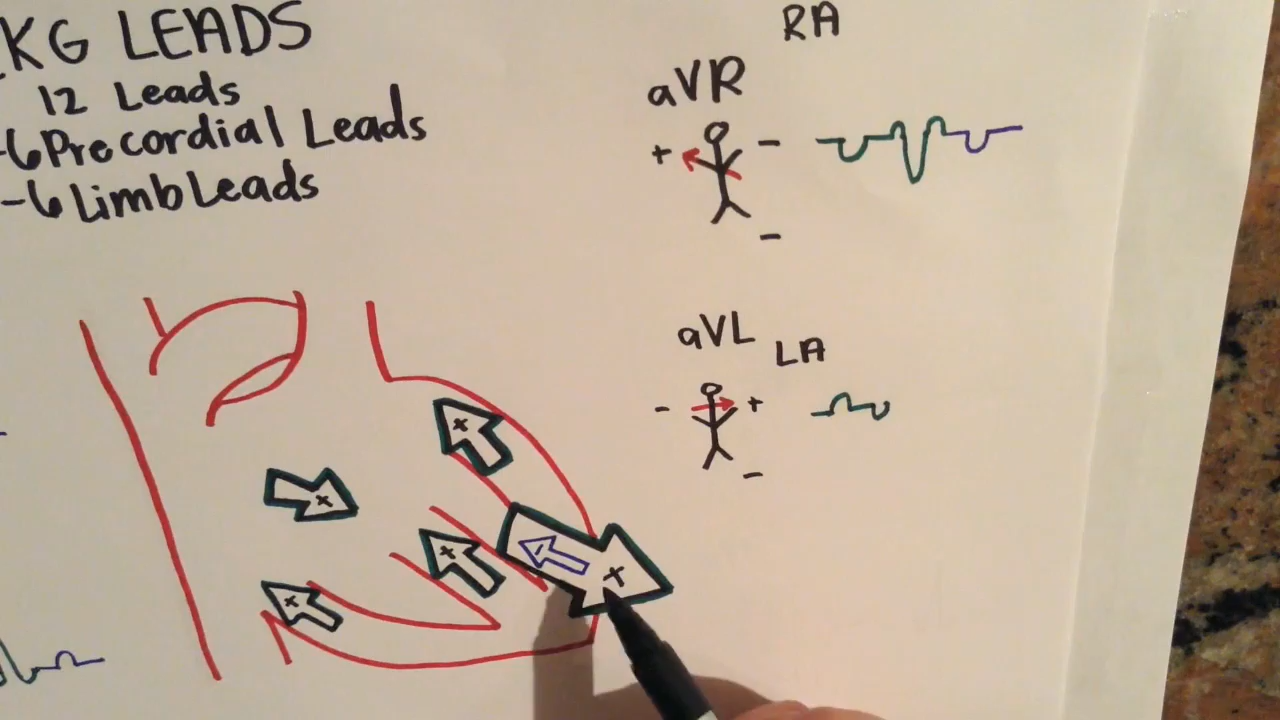 KG LEADS
12 Leads
-6 Precordial Leads
-6 Limb Leads
RA
aVR
+ -
-
aVL LA
- +
-
+
+
+
+
- +